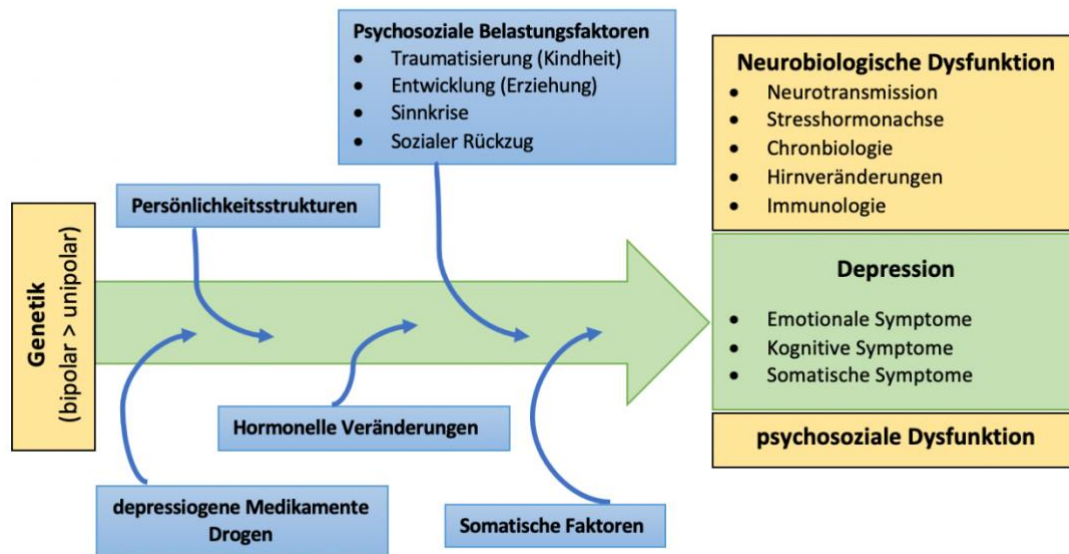 Psychosoziale Belastungsfaktoren
• Traumatisierung (Kindheit)
• Entwicklung (Erziehung)
• Sinnkrise
• Sozialer Rückzug
Neurobiologische Dysfunktion
• Neurotransmission
• Stresshormonachse
• Chronbiologie
• Hirnveränderungen
• Immunologie
Persönlichkeitsstrukturen
Genetik
(bipolar > unipolar)
Depression
• Emotionale Symptome
• Kognitive Symptome
• Somatische Symptome
Hormonelle Veränderungen
psychosoziale Dysfunktion
depressiogene Medikamente
Drogen
Somatische Faktoren